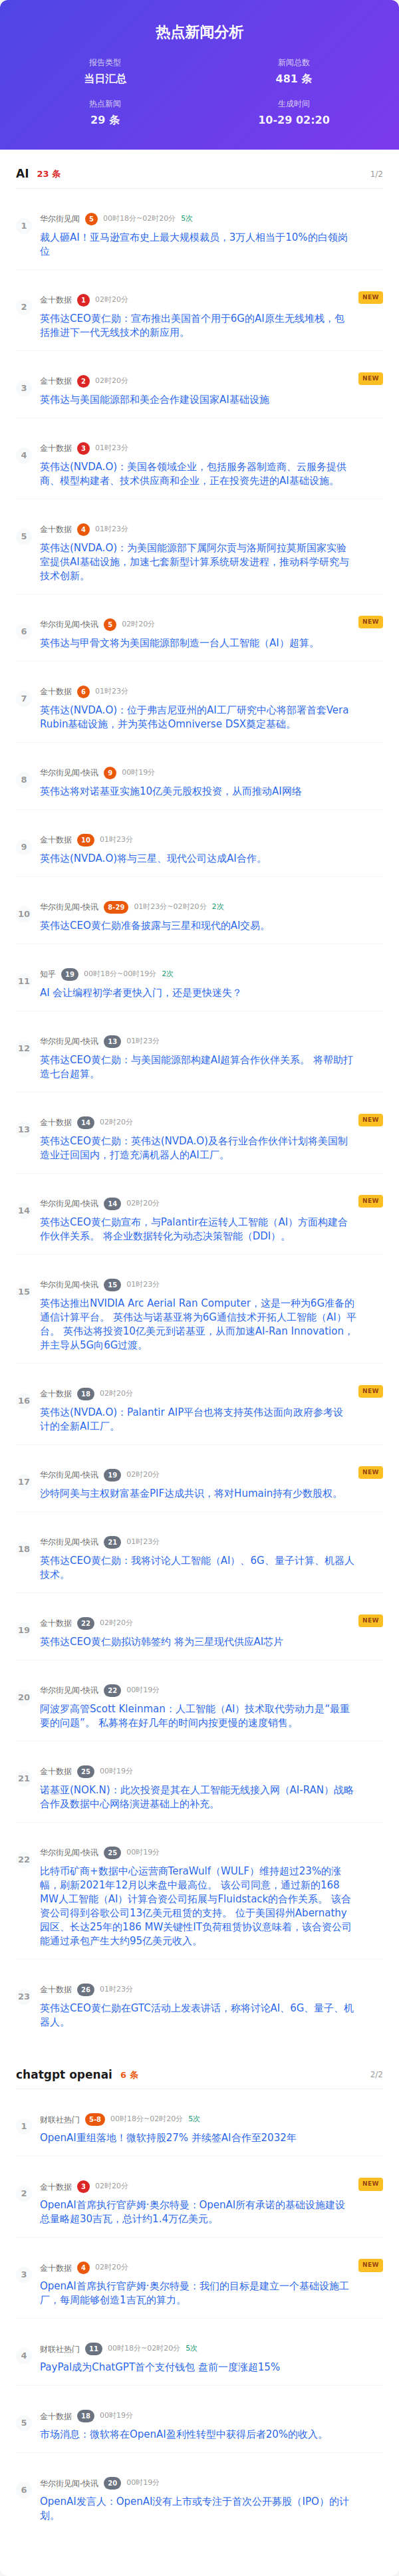 热点新闻分析
报告类型
新闻总数
当日汇总
481 条
热点新闻
生成时间
29 条
10-29 02:20
AI 23 条 1/2
1
华尔街见闻 5 00时18分~02时20分 5次
裁人砸AI！亚马逊宣布史上最大规模裁员，3万人相当于10%的白领岗
位
2
金十数据 1 02时20分 NEW
英伟达CEO黄仁勋：宣布推出美国首个用于6G的AI原生无线堆栈，包
括推进下一代无线技术的新应用。
3
金十数据 2 02时20分 NEW
英伟达与美国能源部和美企合作建设国家AI基础设施
4
金十数据 3 01时23分
英伟达(NVDA.O)：美国各领域企业，包括服务器制造商、云服务提供
商、模型构建者、技术供应商和企业，正在投资先进的AI基础设施。
5
金十数据 4 01时23分
英伟达(NVDA.O)：为美国能源部下属阿尔贡与洛斯阿拉莫斯国家实验
室提供AI基础设施，加速七套新型计算系统研发进程，推动科学研究与
技术创新。
6
华尔街见闻-快讯 5 02时20分 NEW
英伟达与甲骨文将为美国能源部制造一台人工智能（AI）超算。
7
金十数据 6 01时23分
英伟达(NVDA.O)：位于弗吉尼亚州的AI工厂研究中心将部署首套Vera
Rubin基础设施，并为英伟达Omniverse DSX奠定基础。
8
华尔街见闻-快讯 9 00时19分
英伟达将对诺基亚实施10亿美元股权投资，从而推动AI网络
9
金十数据 10 01时23分
英伟达(NVDA.O)将与三星、现代公司达成AI合作。
10
华尔街见闻-快讯 8-29 01时23分~02时20分 2次
英伟达CEO黄仁勋准备披露与三星和现代的AI交易。
11
知乎 19 00时18分~00时19分 2次
AI 会让编程初学者更快入门，还是更快迷失？
12
华尔街见闻-快讯 13 01时23分
英伟达CEO黄仁勋：与美国能源部构建AI超算合作伙伴关系。 将帮助打
造七台超算。
13
金十数据 14 02时20分 NEW
英伟达CEO黄仁勋：英伟达(NVDA.O)及各行业合作伙伴计划将美国制
造业迁回国内，打造充满机器人的AI工厂。
14
华尔街见闻-快讯 14 02时20分 NEW
英伟达CEO黄仁勋宣布，与Palantir在运转人工智能（AI）方面构建合
作伙伴关系。 将企业数据转化为动态决策智能（DDI）。
15
华尔街见闻-快讯 15 01时23分
英伟达推出NVIDIA Arc Aerial Ran Computer，这是一种为6G准备的
通信计算平台。 英伟达与诺基亚将为6G通信技术开拓人工智能（AI）平
台。 英伟达将投资10亿美元到诺基亚，从而加速AI-Ran Innovation，
并主导从5G向6G过渡。
16
金十数据 18 02时20分 NEW
英伟达(NVDA.O)：Palantir AIP平台也将支持英伟达面向政府参考设
计的全新AI工厂。
17
华尔街见闻-快讯 19 02时20分 NEW
沙特阿美与主权财富基金PIF达成共识，将对Humain持有少数股权。
18
华尔街见闻-快讯 21 01时23分
英伟达CEO黄仁勋：我将讨论人工智能（AI）、6G、量子计算、机器人
技术。
19
金十数据 22 02时20分 NEW
英伟达CEO黄仁勋拟访韩签约 将为三星现代供应AI芯片
20
华尔街见闻-快讯 22 00时19分
阿波罗高管Scott Kleinman：人工智能（AI）技术取代劳动力是“最重
要的问题”。 私募将在好几年的时间内按更慢的速度销售。
21
金十数据 25 00时19分
诺基亚(NOK.N)：此次投资是其在人工智能无线接入网（AI-RAN）战略
合作及数据中心网络演进基础上的补充。
22
华尔街见闻-快讯 25 00时19分
比特币矿商+数据中心运营商TeraWulf（WULF）维持超过23%的涨
幅，刷新2021年12月以来盘中最高位。 该公司同意，通过新的168
MW人工智能（AI）计算合资公司拓展与Fluidstack的合作关系。 该合
资公司得到谷歌公司13亿美元租赁的支持。 位于美国得州Abernathy
园区、长达25年的186 MW关键性IT负荷租赁协议意味着，该合资公司
能通过承包产生大约95亿美元收入。
23
金十数据 26 01时23分
英伟达CEO黄仁勋在GTC活动上发表讲话，称将讨论AI、6G、量子、机
器人。
chatgpt openai 6 条 2/2
1
财联社热门 5-8 00时18分~02时20分 5次
OpenAI重组落地！微软持股27% 并续签AI合作至2032年
2
金十数据 3 02时20分 NEW
OpenAI首席执行官萨姆·奥尔特曼：OpenAI所有承诺的基础设施建设
总量略超30吉瓦，总计约1.4万亿美元。
3
金十数据 4 02时20分 NEW
OpenAI首席执行官萨姆·奥尔特曼：我们的目标是建立一个基础设施工
厂，每周能够创造1吉瓦的算力。
4
财联社热门 11 00时18分~02时20分 5次
PayPal成为ChatGPT首个支付钱包 盘前一度涨超15%
5
金十数据 18 00时19分
市场消息：微软将在OpenAI盈利性转型中获得后者20%的收入。
6
华尔街见闻-快讯 20 00时19分
OpenAI发言人：OpenAI没有上市或专注于首次公开募股（IPO）的计
划。